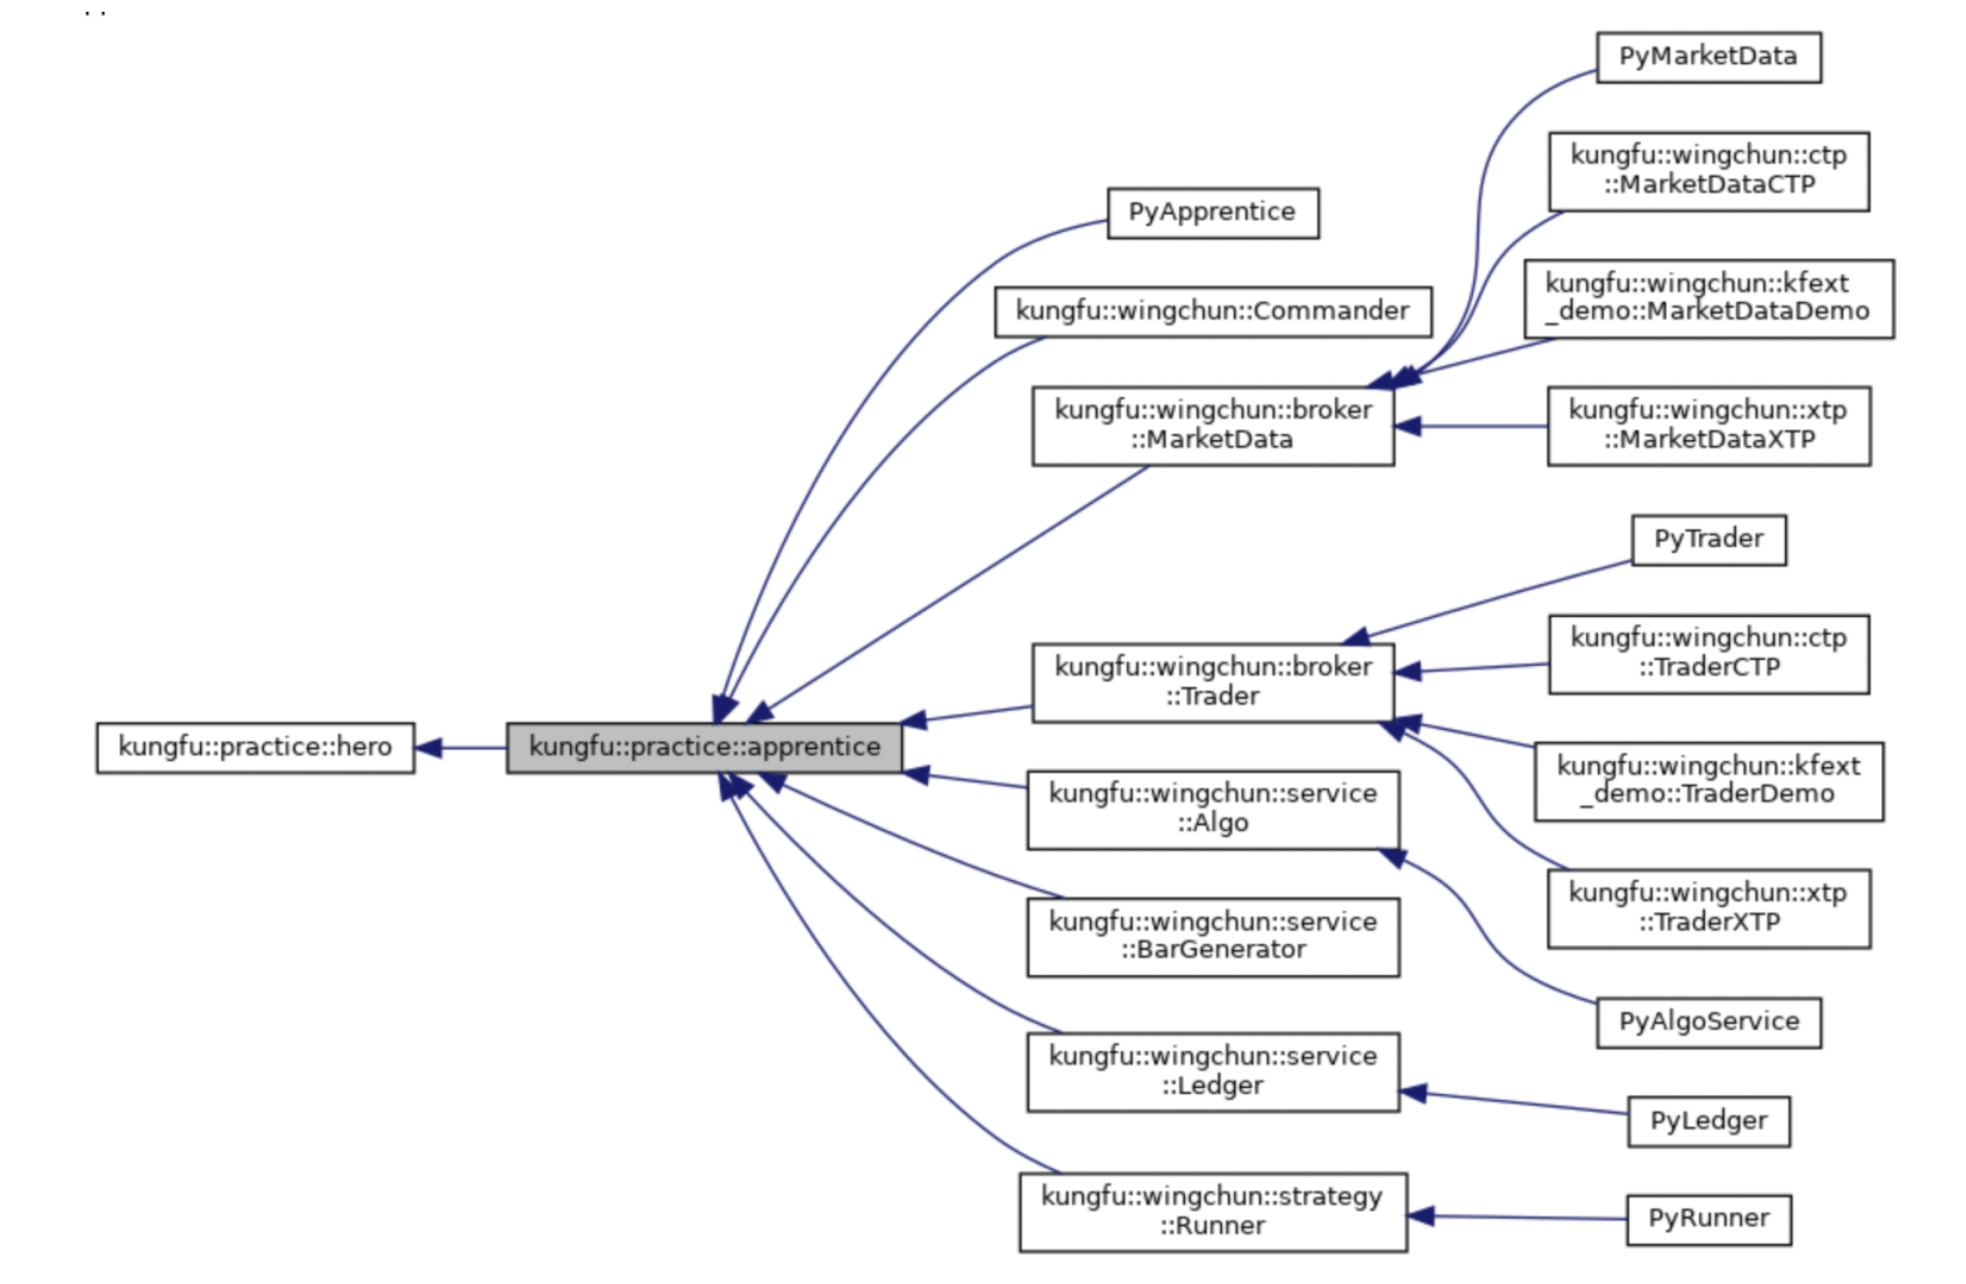 PyMarketData
kungfu::wingchun::ctp
::MarketDataCTP
PyApprentice
kungfu::wingchun::kfext
_demo::MarketDataDemo
kungfu::wingchun::Commander
kungfu::wingchun::broker
::MarketData
kungfu::wingchun::xtp
::MarketDataXTP
PyTrader
kungfu::wingchun::ctp
::TraderCTP
kungfu::wingchun::broker
::Trader
kungfu::practice::hero
kungfu::practice::apprentice
kungfu::wingchun::kfext
_demo::TraderDemo
kungfu::wingchun::service
::Algo
kungfu::wingchun::xtp
::TraderXTP
kungfu::wingchun::service
::BarGenerator
PyAlgoService
kungfu::wingchun::service
::Ledger
PyLedger
kungfu::wingchun::strategy
::Runner
PyRunner